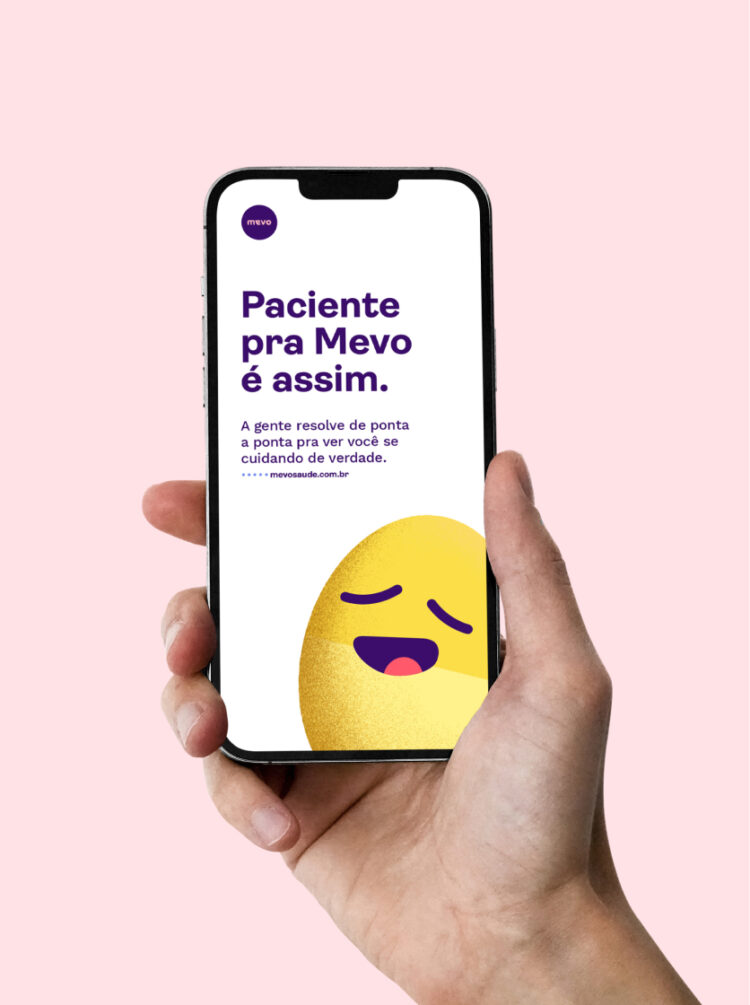 mevo
Paciente
pra Mevo
é assim.
A gente resolve de ponta
a ponta pra ver você se
cuidando de verdade.
mevosaude.com.br